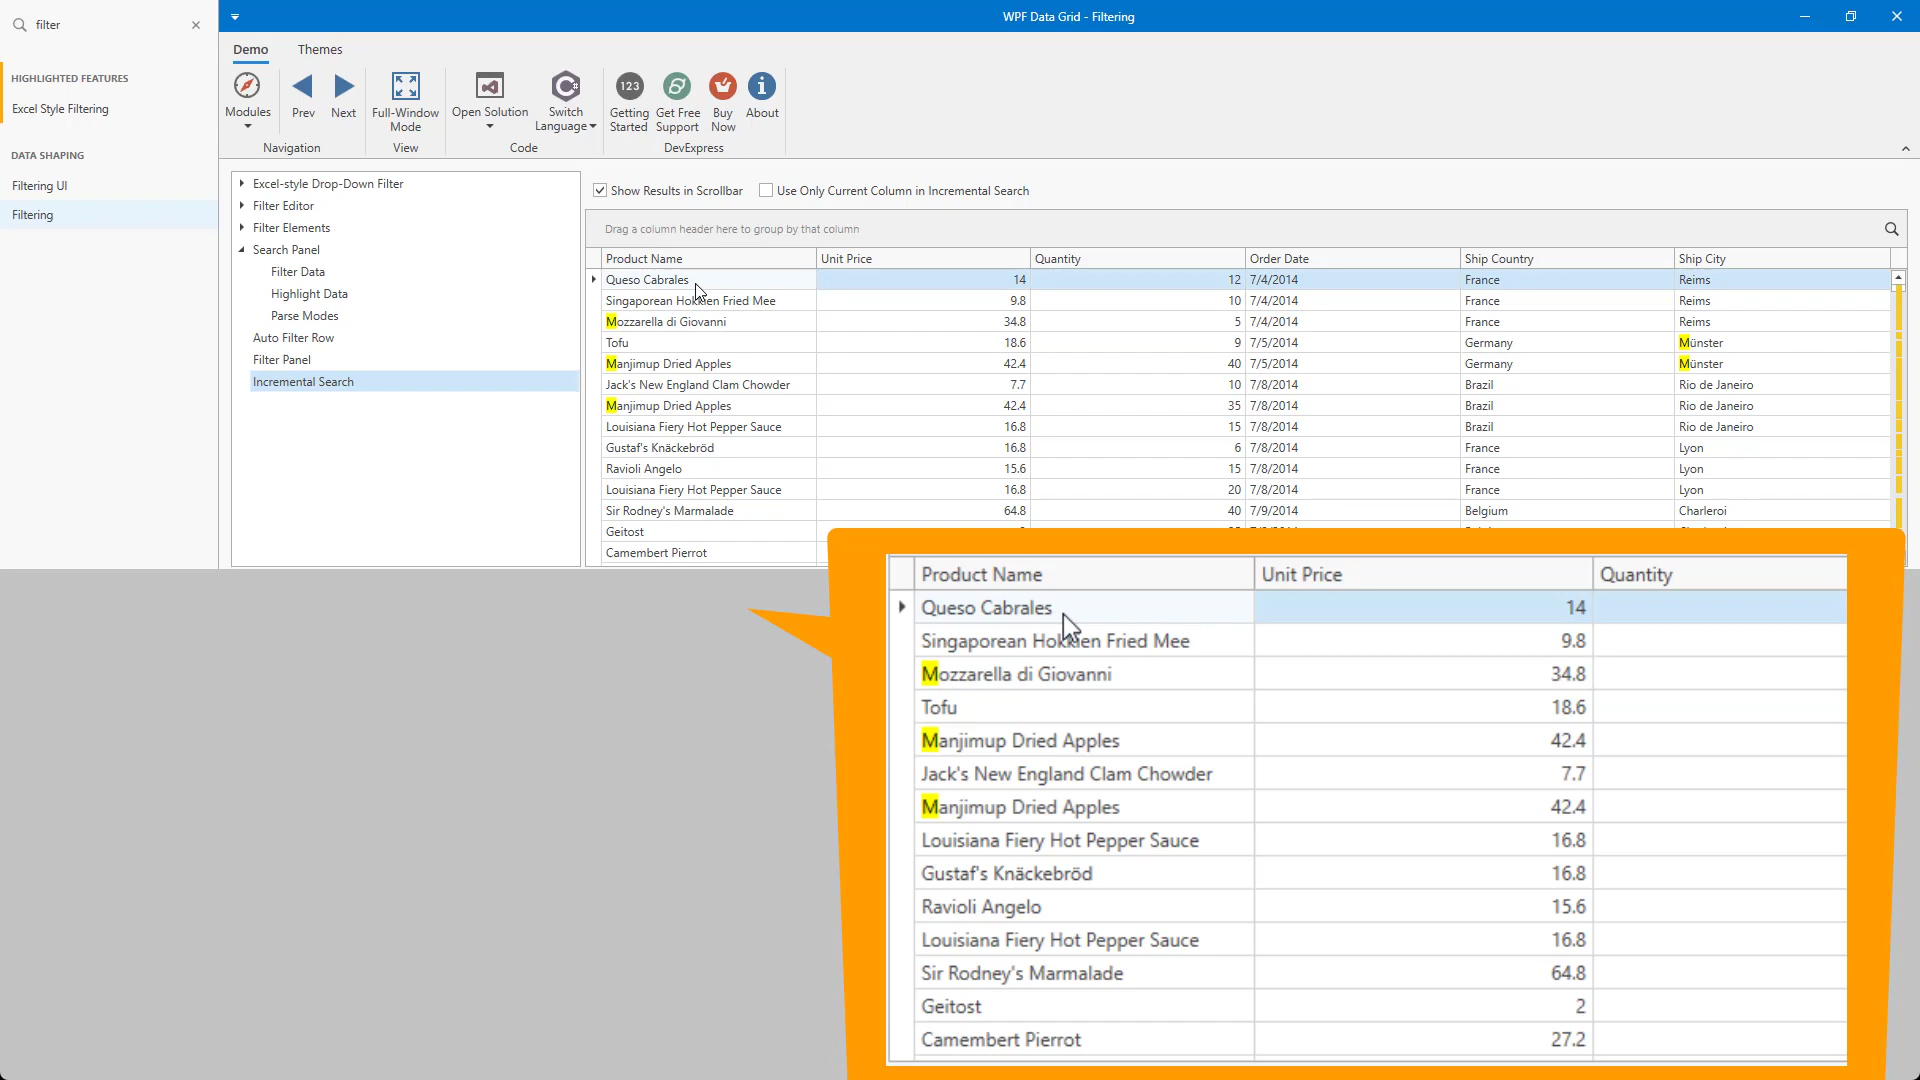 filter
WPF Data Grid - Filtering
Demo Themes
HIGHLIGHTED FEATURES
Excel Style Filtering
DATA SHAPING
Filtering UI
Filtering
Modules
Prev
Next
Full-Window
Mode
Open Solution
Switch
Language
123
Getting
Started
Get Free
Support
Buy
Now
About
Navigation View Code DevExpress
Excel-style Drop-Down Filter
Filter Editor
Filter Elements
Search Panel
Filter Data
Highlight Data
Parse Modes
Auto Filter Row
Filter Panel
Incremental Search
Show Results in Scrollbar Use Only Current Column in Incremental Search
Drag a column header here to group by that column
Product Name Unit Price Quantity Order Date Ship Country Ship City
Queso Cabrales 14 12 7/4/2014 France Reims
Singaporean Hokkien Fried Mee 9.8 10 7/4/2014 France Reims
Mozzarella di Giovanni 34.8 5 7/4/2014 France Reims
Tofu 18.6 9 7/5/2014 Germany Münster
Manjimup Dried Apples 42.4 40 7/5/2014 Germany Münster
Jack's New England Clam Chowder 7.7 10 7/8/2014 Brazil Rio de Janeiro
Manjimup Dried Apples 42.4 35 7/8/2014 Brazil Rio de Janeiro
Louisiana Fiery Hot Pepper Sauce 16.8 15 7/8/2014 Brazil Rio de Janeiro
Gustaf's Knäckebröd 16.8 6 7/8/2014 France Lyon
Ravioli Angelo 15.6 15 7/8/2014 France Lyon
Louisiana Fiery Hot Pepper Sauce 16.8 20 7/8/2014 France Lyon
Sir Rodney's Marmalade 64.8 40 7/9/2014 Belgium Charleroi
Geitost
Camembert Pierrot
Product Name Unit Price Quantity
Queso Cabrales 14
Singaporean Hokkien Fried Mee 9.8
Mozzarella di Giovanni 34.8
Tofu 18.6
Manjimup Dried Apples 42.4
Jack's New England Clam Chowder 7.7
Manjimup Dried Apples 42.4
Louisiana Fiery Hot Pepper Sauce 16.8
Gustaf's Knäckebröd 16.8
Ravioli Angelo 15.6
Louisiana Fiery Hot Pepper Sauce 16.8
Sir Rodney's Marmalade 64.8
Geitost 2
Camembert Pierrot 27.2